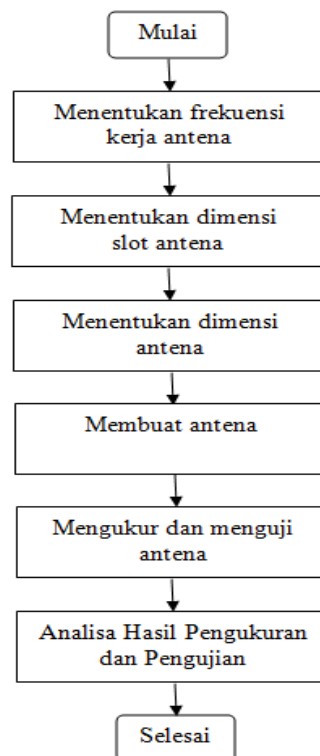 Mulai
Menentukan frekuensi
kerja antena
Menentukan dimensi
slot antena
Menentukan dimensi
antena
Membuat antena
Mengukur dan menguji
antena
Analisa Hasil Pengukuran
dan Pengujian
Selesai